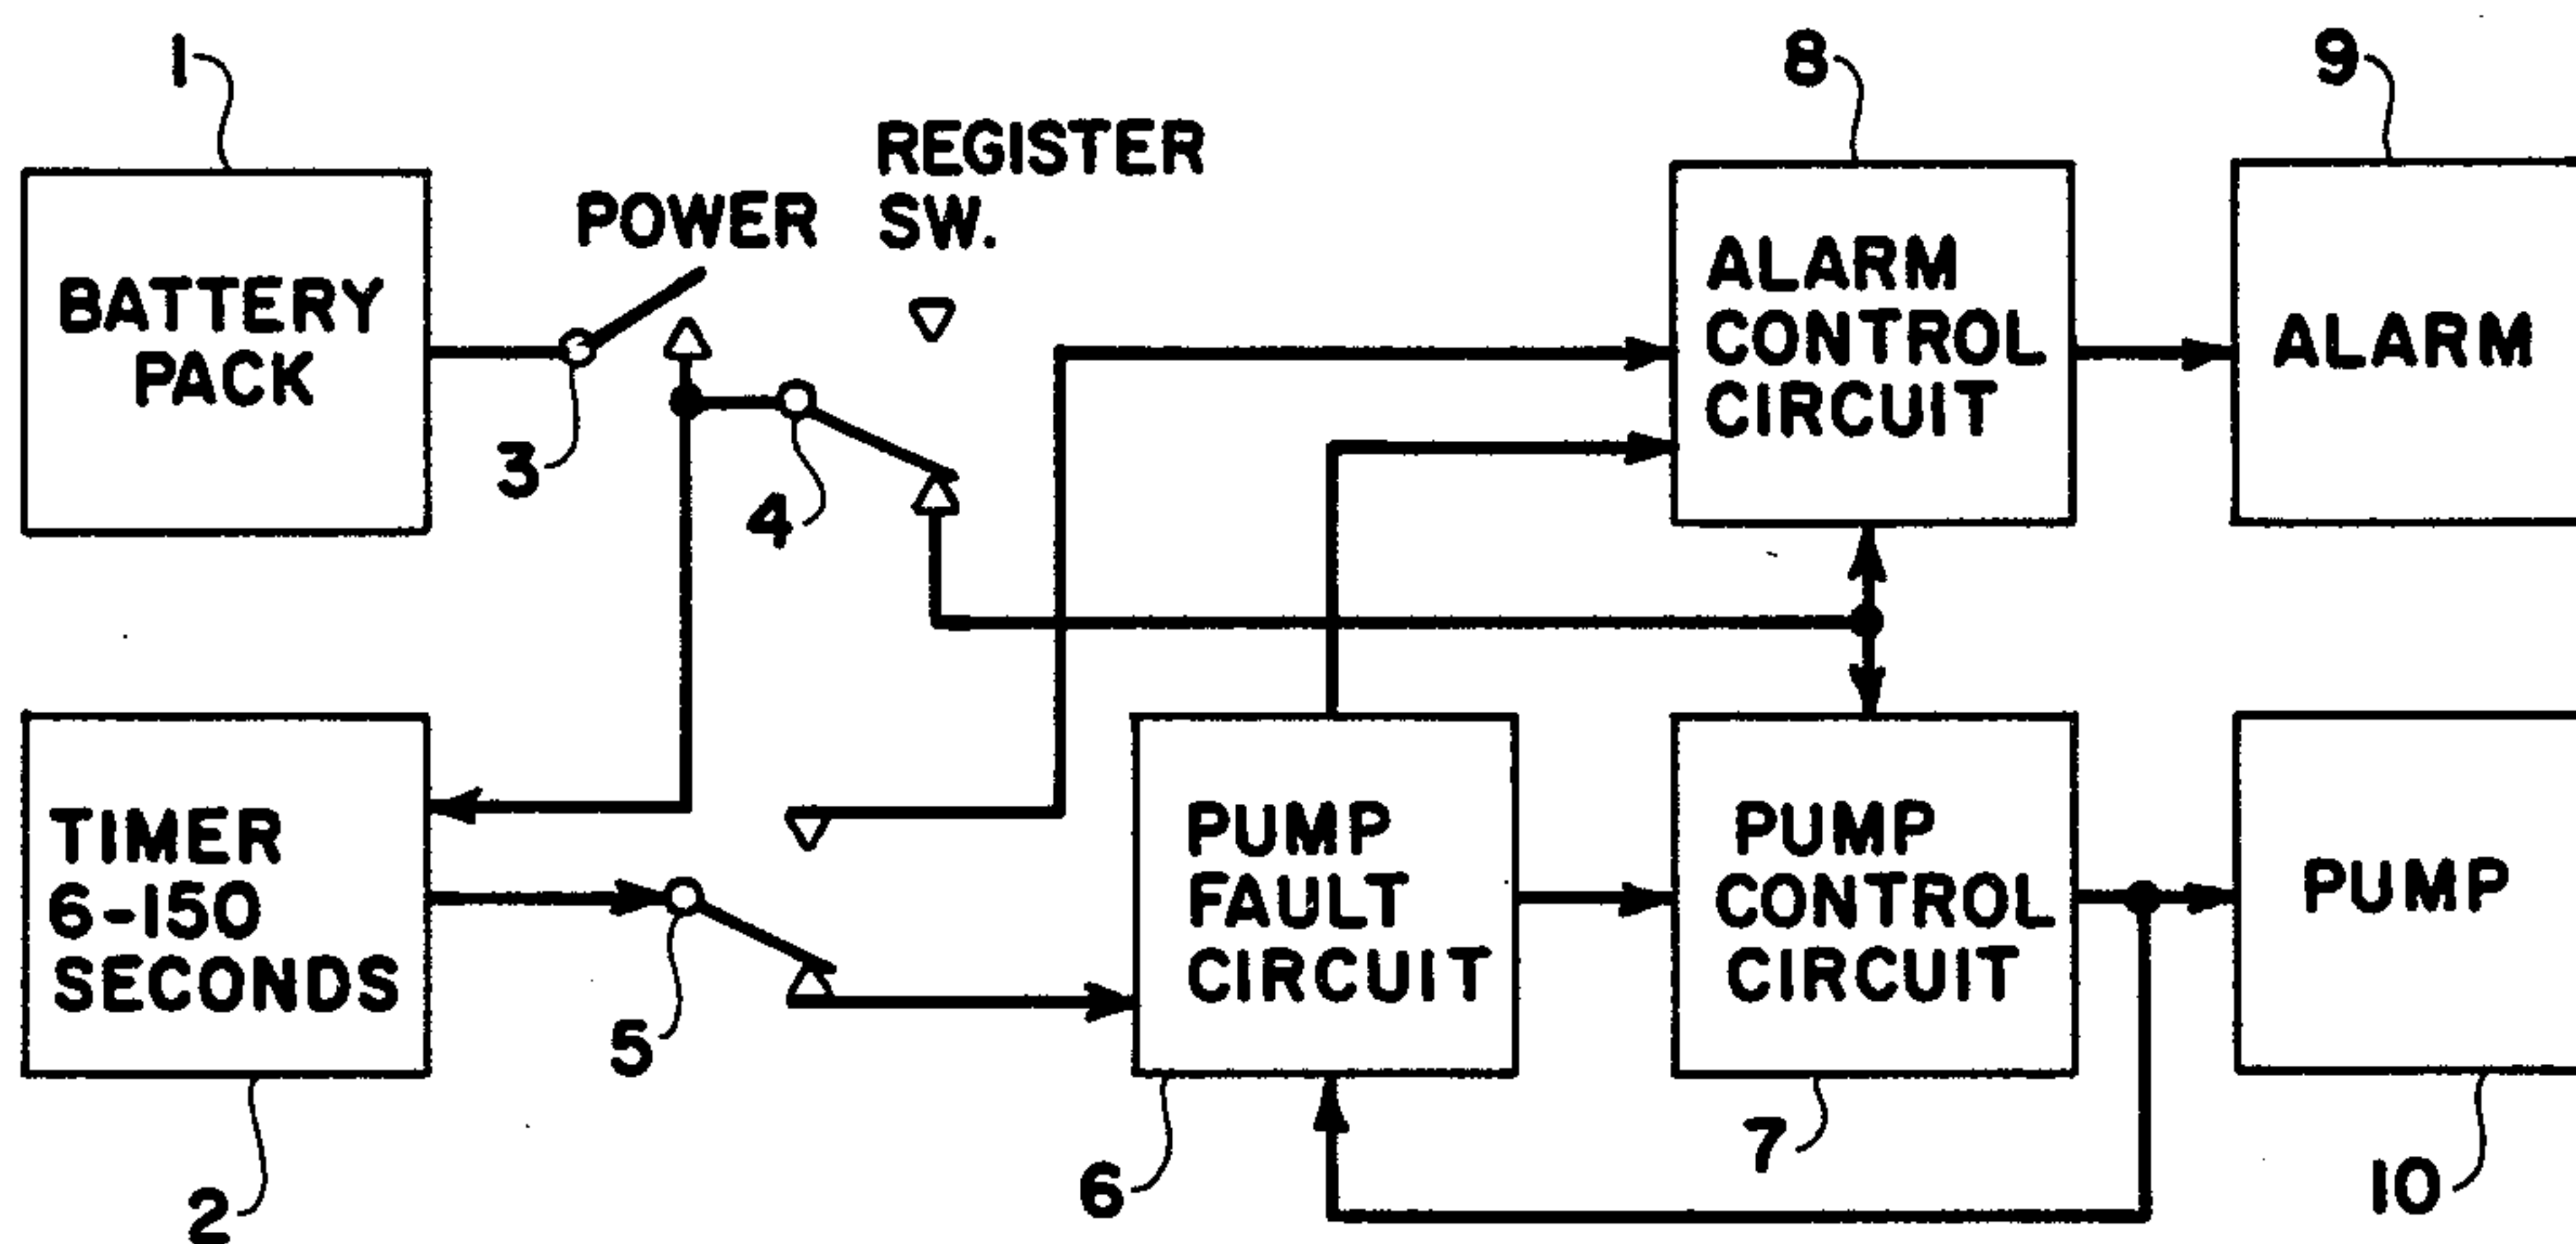 1
8
9
REGISTER
SW.
POWER
BATTERY
PACK
3
4
ALARM
CONTROL
CIRCUIT
ALARM
TIMER
6-150
SECONDS
5
PUMP
FAULT
CIRCUIT
PUMP
CONTROL
CIRCUIT
PUMP
2
6
7
10